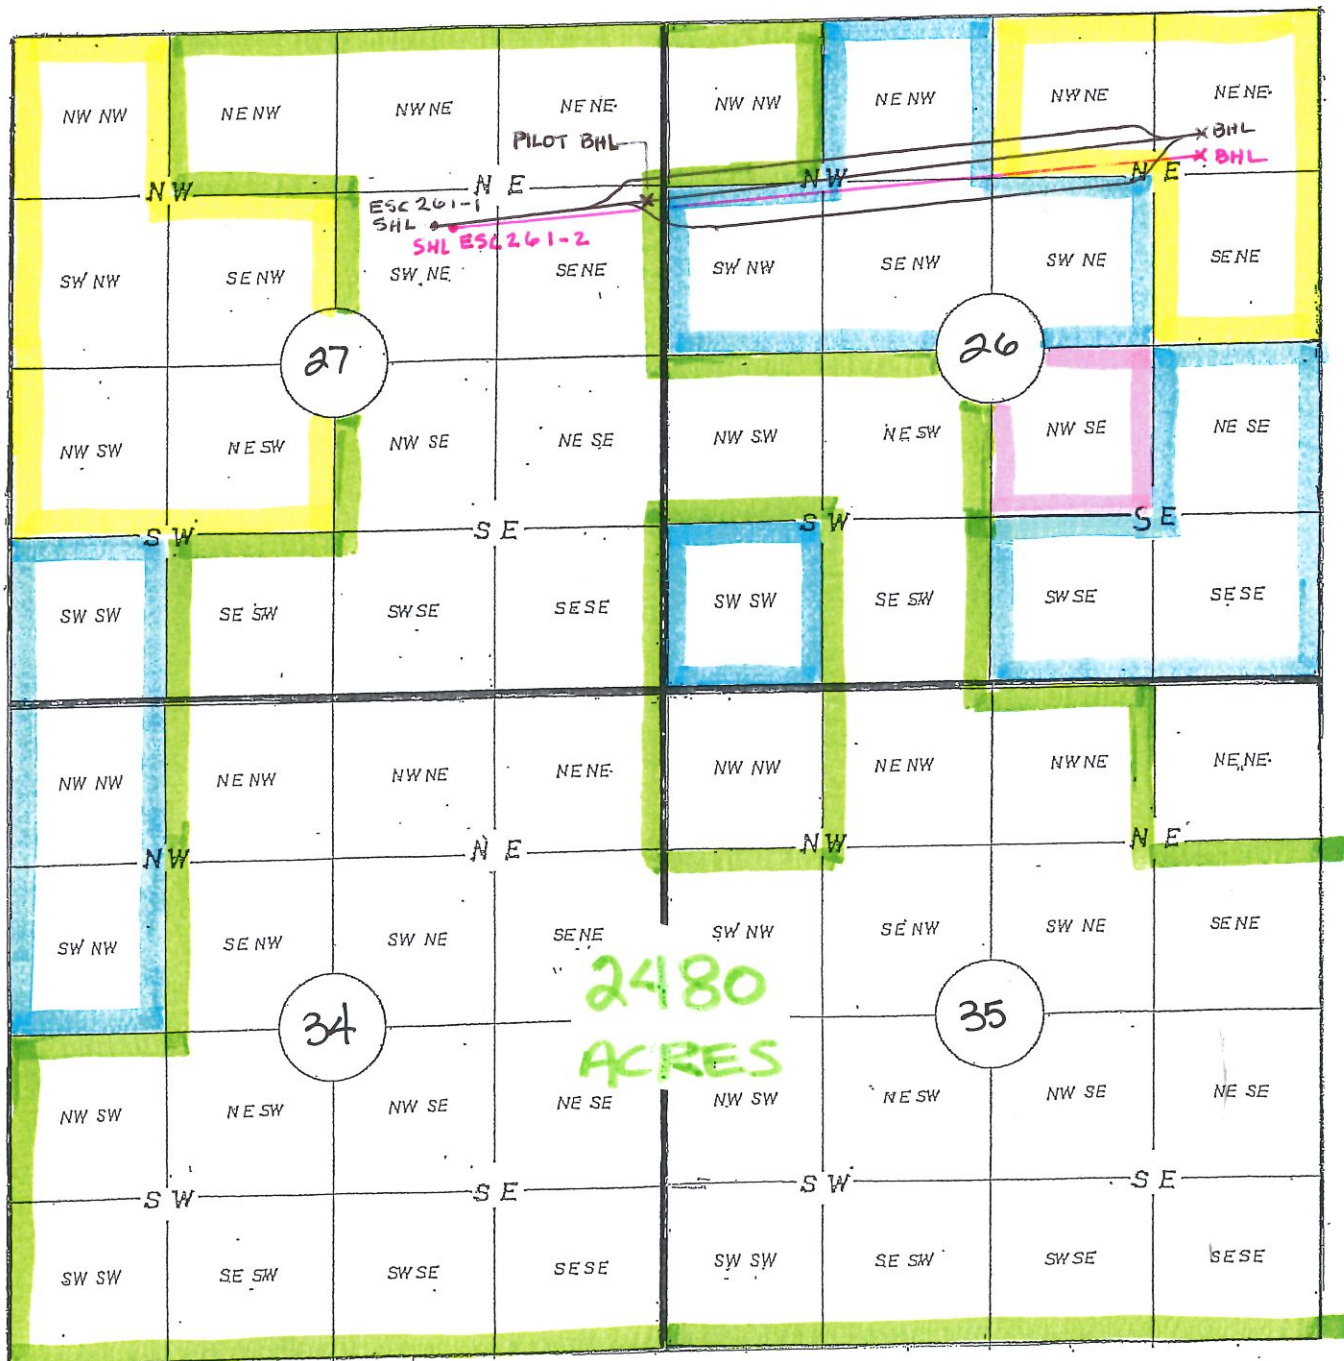 NW NW NE NW NW NE NE NE NW NW NE NW NW NE NE NE
PILOT BHL
BHL
BHL
NW NE NW NE
ESC 261-1
SHL
SHL ESC 261-2
SW NW SE NW SW NE SE NE SW NW SE NW SW NE SE NE
27 26
NW SW NE SW NW SE NE SE NW SW NE SW NW SE NE SE
SW SE SW SE
SW SW SE SW SW SE SE SE SW SW SE SW SW SE SE SE
NW NW NE NW NW NE NE NE NW NW NE NW NW NE NE NE
NW NE NW NE
SW NW SE NW SW NE SE NE SW NW SE NW SW NE SE NE
2480
34 35
ACRES
NW SW NE SW NW SE NE SE NW SW NE SW NW SE NE SE
SW SE SW SE
SW SW SE SW SW SE SE SE SW SW SE SW SW SE SE SE